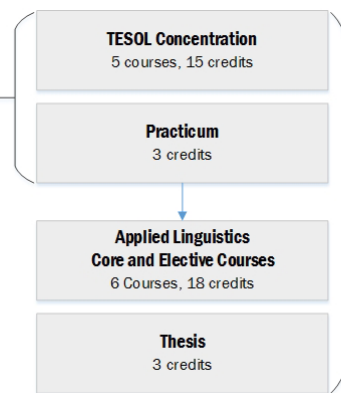 TESOL Concentration
5 courses, 15 credits
Practicum
3 credits
Applied Linguistics
Core and Elective Courses
6 Courses, 18 credits
Thesis
3 credits